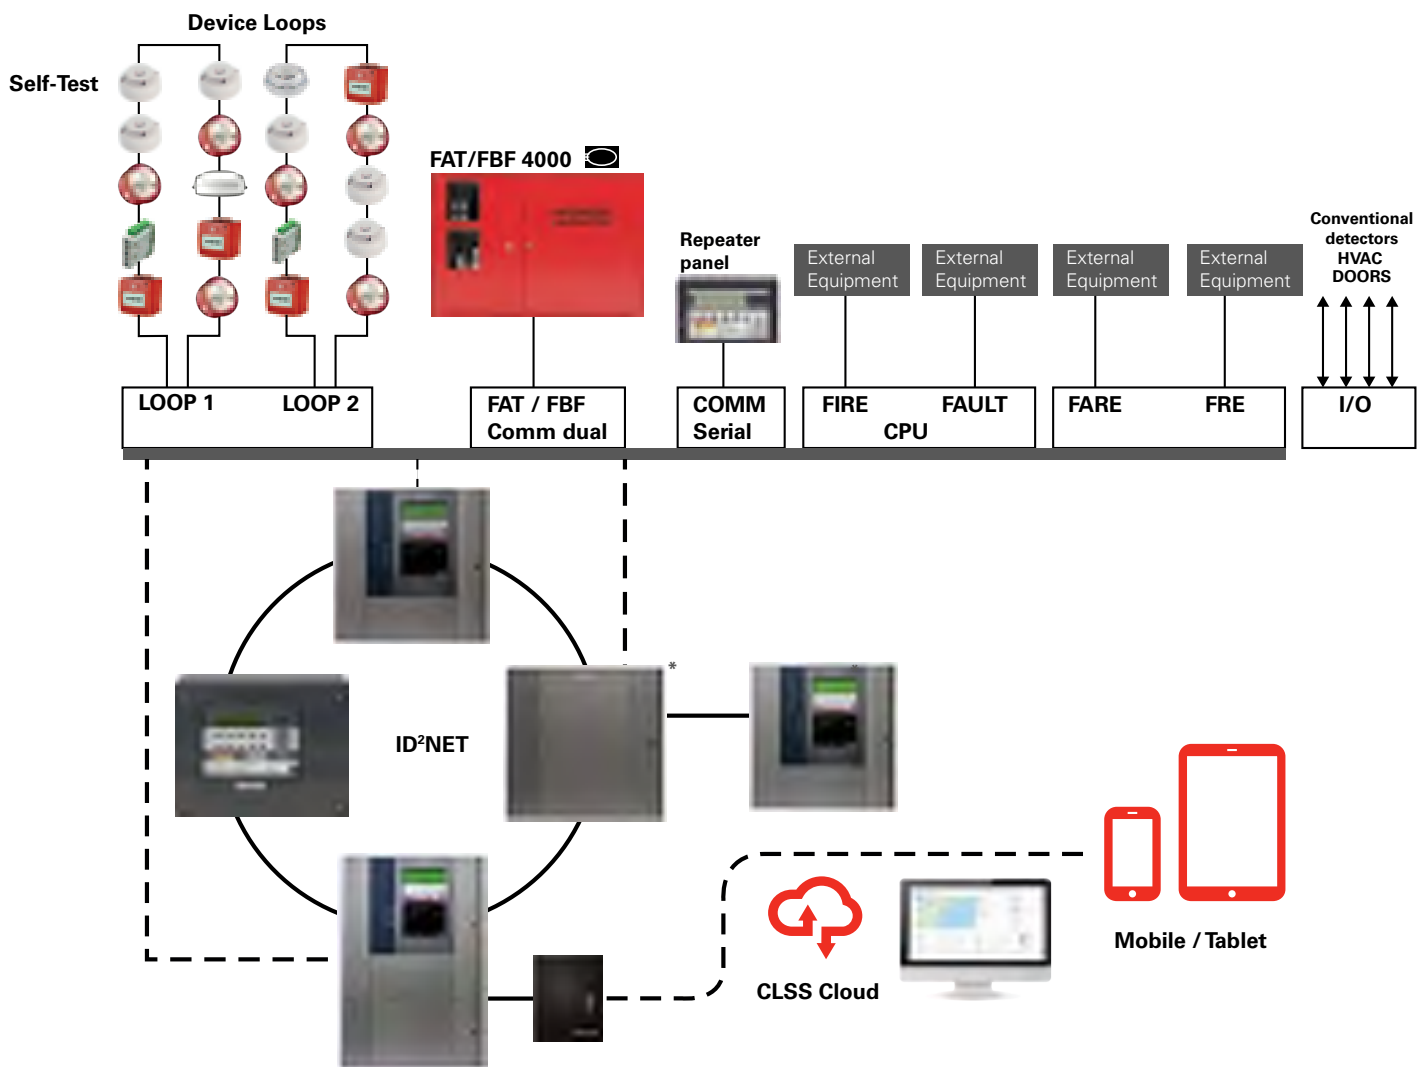 Device Loops
Self-Test
FAT/FBF 4000
Repeater
panel
External
Equipment
External
Equipment
External
Equipment
External
Equipment
Conventional
detectors
HVAC
DOORS
LOOP 1
LOOP 2
FAT / FBF
Comm dual
COMM
Serial
FIRE
FAULT
CPU
FARE
FRE
I/O
*
*
ID²NET
CLSS Cloud
Mobile / Tablet